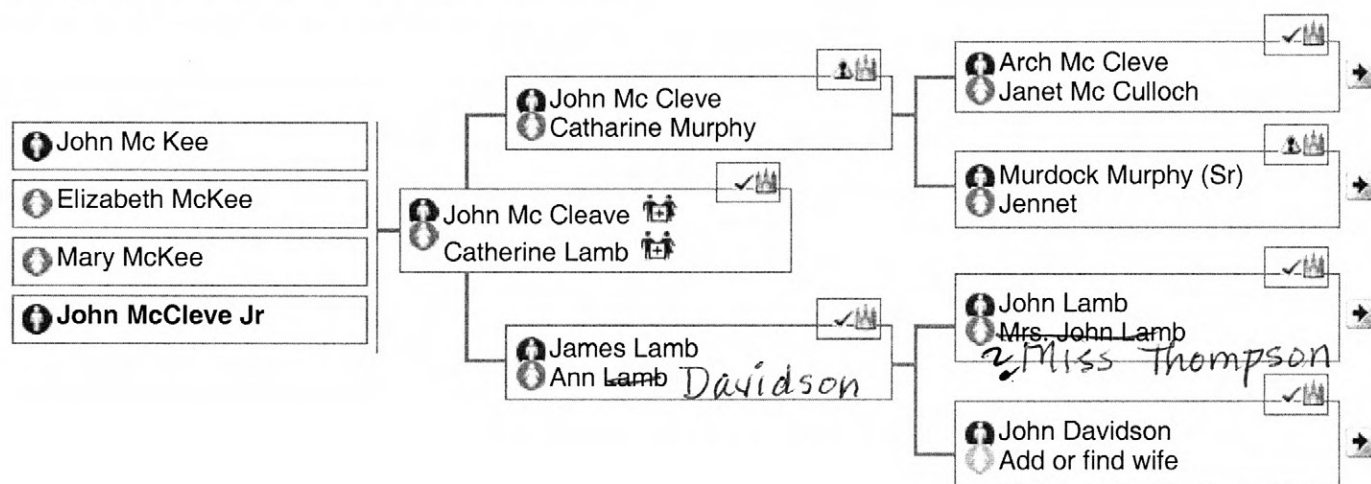 John Mc Kee
Elizabeth McKee
Mary McKee
John McCleve Jr
John Mc Cleave
Catherine Lamb
John Mc Cleve
Catharine Murphy
James Lamb
Ann Lamb Davidson
Arch Mc Cleve
Janet Mc Culloch
Murdock Murphy (Sr)
Jennet
John Lamb
Mrs. John Lamb
? Miss Thompson
John Davidson
Add or find wife